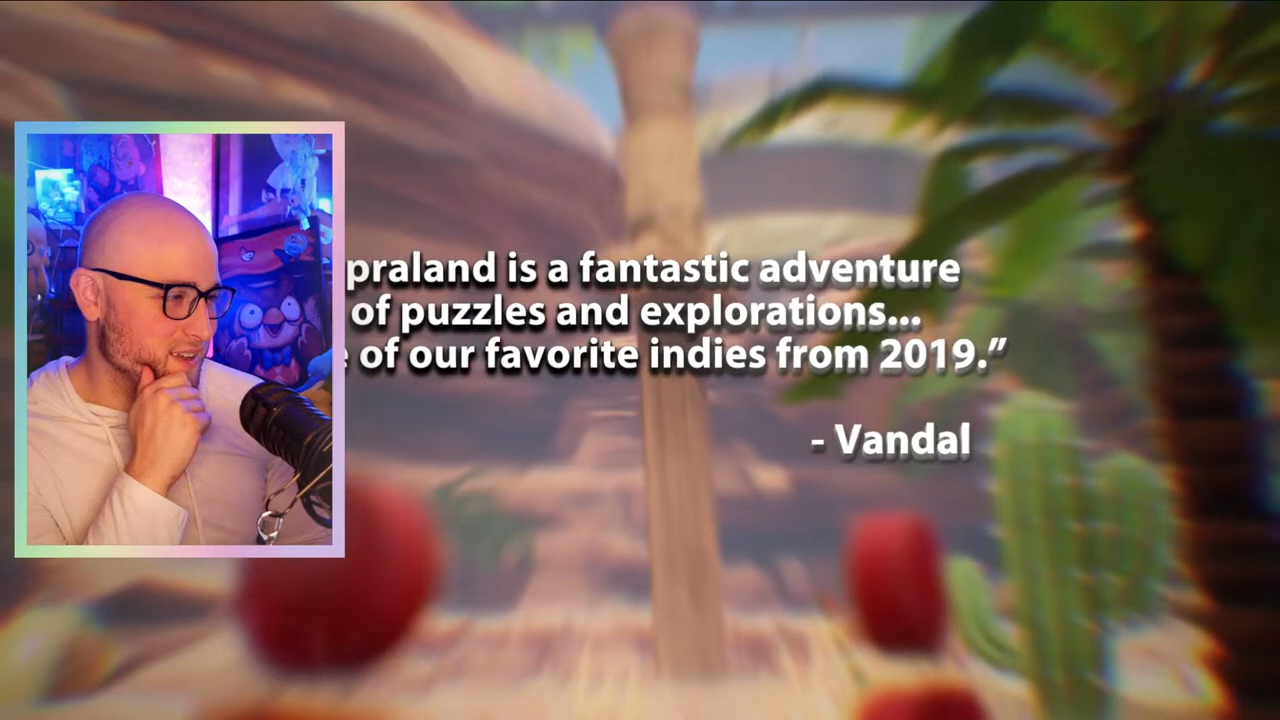 praland is a fantastic adventure
of puzzles and explorations...
of our favorite indies from 2019.”
- Vandal